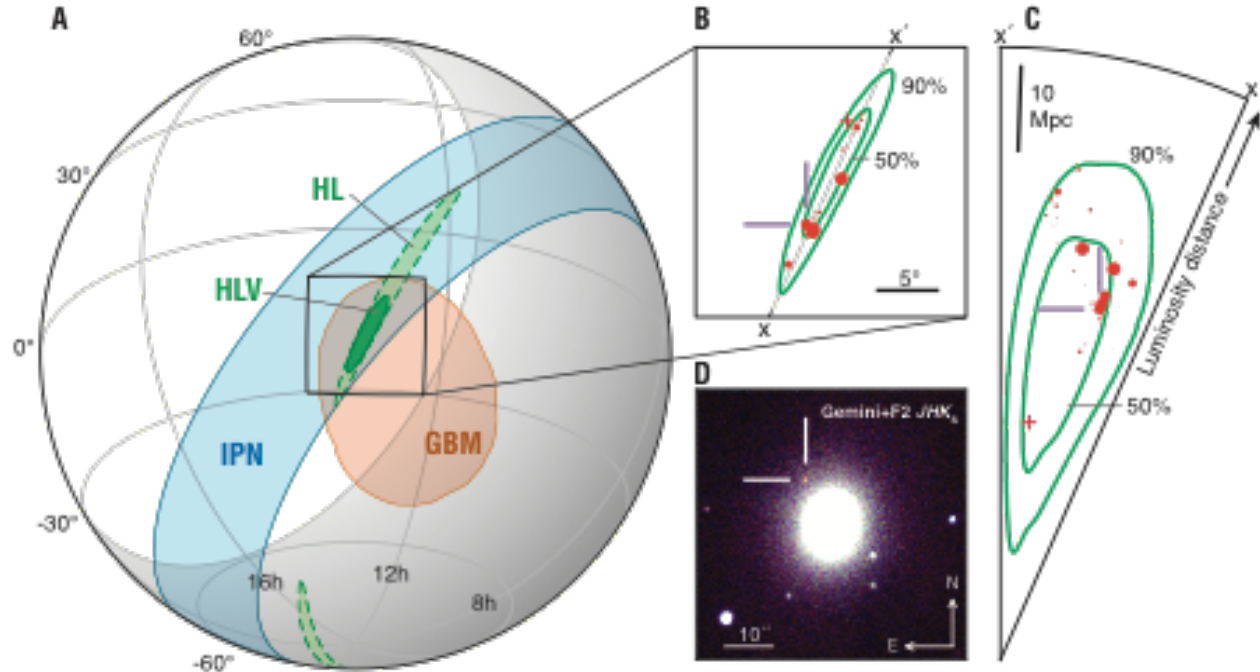 A
60°
30°
0°
-30°
-60°
HL
HLV
IPN
GBM
16h
12h
8h
B
x′
90%
50%
5°
x
C
x′
x
10
Mpc
90%
Luminosity distance
50%
D
Gemini+F2 JHKs
10″
N
E